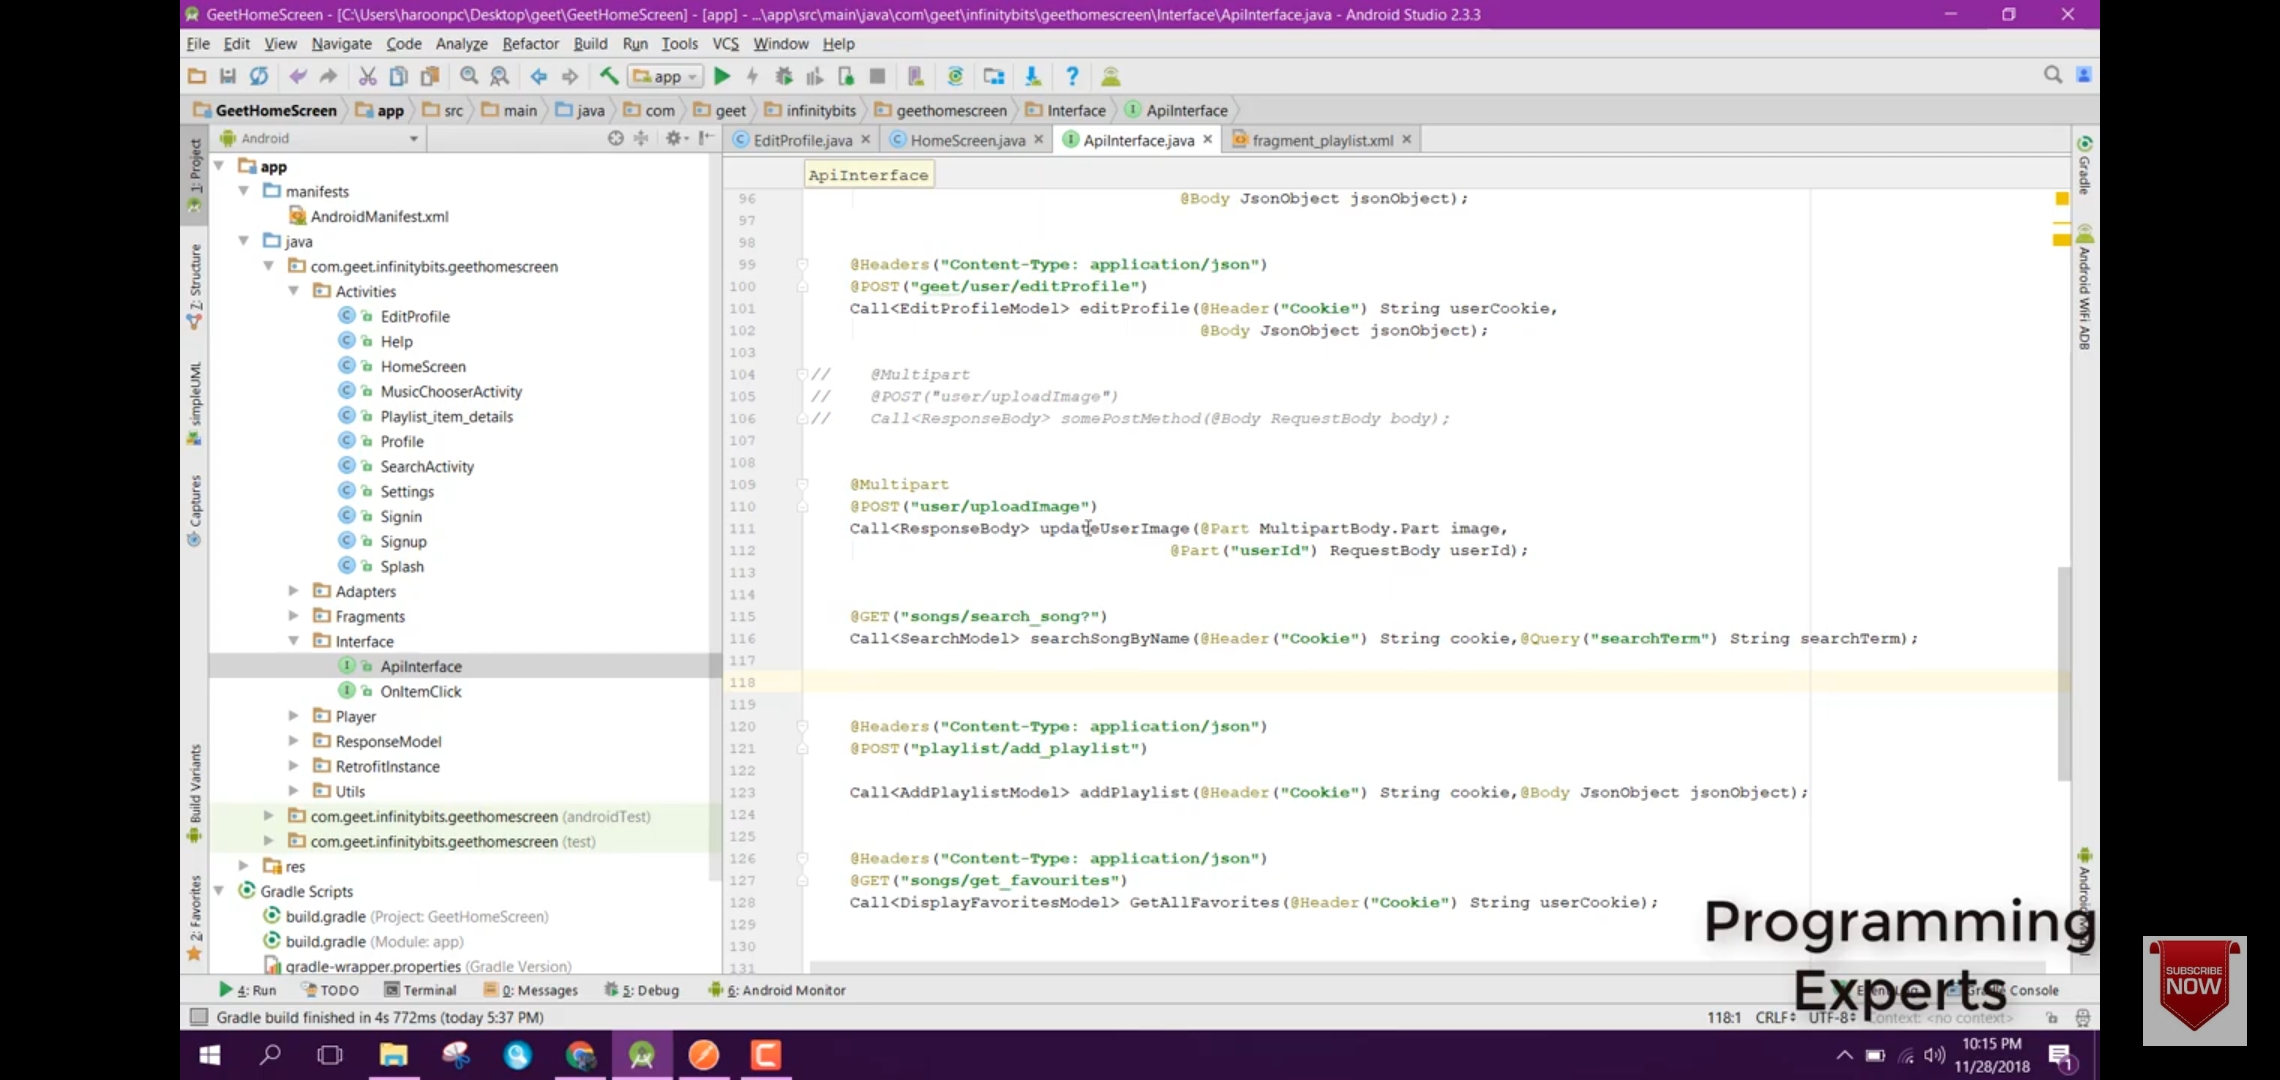 GeetHomeScreen - [C:\Users\haroonpc\Desktop\geet\GeetHomeScreen] - [app] - ...\app\src\main\java\com\geet\infinitybits\geethomescreen\Interface\ApiInterface.java - Android Studio 2.3.3
File Edit View Navigate Code Analyze Refactor Build Run Tools VCS Window Help
app
GeetHomeScreen app src main java com geet infinitybits geethomescreen Interface ApiInterface
Android
EditProfile.java HomeScreen.java ApiInterface.java fragment_playlist.xml
1: Project
Z: Structure
simpleUML
Captures
Build Variants
2: Favorites
app
manifests
AndroidManifest.xml
java
com.geet.infinitybits.geethomescreen
Activities
EditProfile
Help
HomeScreen
MusicChooserActivity
Playlist_item_details
Profile
SearchActivity
Settings
Signin
Signup
Splash
Adapters
Fragments
Interface
ApiInterface
OnItemClick
Player
ResponseModel
RetrofitInstance
Utils
com.geet.infinitybits.geethomescreen (androidTest)
com.geet.infinitybits.geethomescreen (test)
res
Gradle Scripts
build.gradle (Project: GeetHomeScreen)
build.gradle (Module: app)
gradle-wrapper.properties (Gradle Version)
ApiInterface
96 @Body JsonObject jsonObject);
97
98
99 @Headers("Content-Type: application/json")
100 @POST("geet/user/editProfile")
101 Call<EditProfileModel> editProfile(@Header("Cookie") String userCookie,
102 @Body JsonObject jsonObject);
103
104 // @Multipart
105 // @POST("user/uploadImage")
106 // Call<ResponseBody> somePostMethod(@Body RequestBody body);
107
108
109 @Multipart
110 @POST("user/uploadImage")
111 Call<ResponseBody> updateUserImage(@Part MultipartBody.Part image,
112 @Part("userId") RequestBody userId);
113
114
115 @GET("songs/search_song?")
116 Call<SearchModel> searchSongByName(@Header("Cookie") String cookie,@Query("searchTerm") String searchTerm);
117
118
119
120 @Headers("Content-Type: application/json")
121 @POST("playlist/add_playlist")
122
123 Call<AddPlaylistModel> addPlaylist(@Header("Cookie") String cookie,@Body JsonObject jsonObject);
124
125
126 @Headers("Content-Type: application/json")
127 @GET("songs/get_favourites")
128 Call<DisplayFavoritesModel> GetAllFavorites(@Header("Cookie") String userCookie);
129
130
131
Gradle
Android WiFi ADB
Programming
Experts
SUBSCRIBE
NOW
4: Run TODO Terminal 0: Messages 5: Debug 6: Android Monitor Gradle Console
Gradle build finished in 4s 772ms (today 5:37 PM)
118:1 CRLF UTF-8 Context: <no context>
10:15 PM
11/28/2018
1